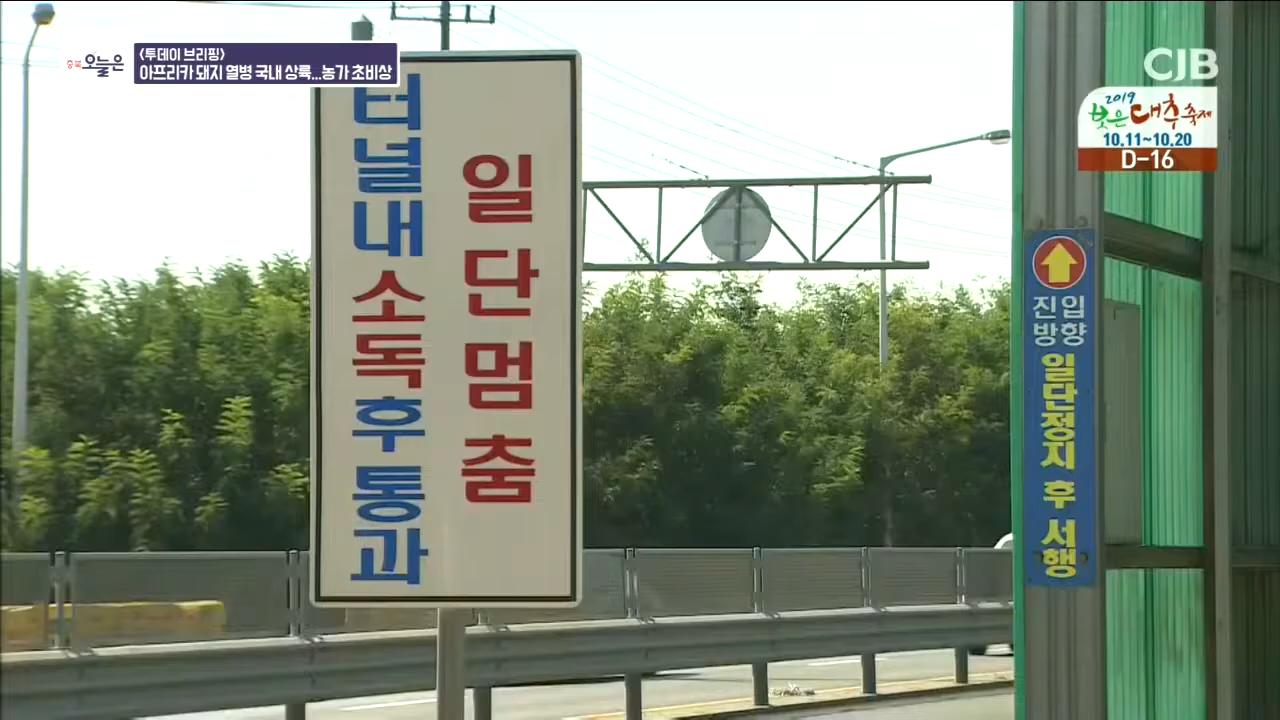 충북
오늘은
<투데이 브리핑>
아프리카 돼지 열병 국내 상륙...농가 초비상
CJB
2019
보은대추축제
10.11~10.20
D-16
일단멈춤
터널내소독후통과
진입
방향
일단정지 후 서행